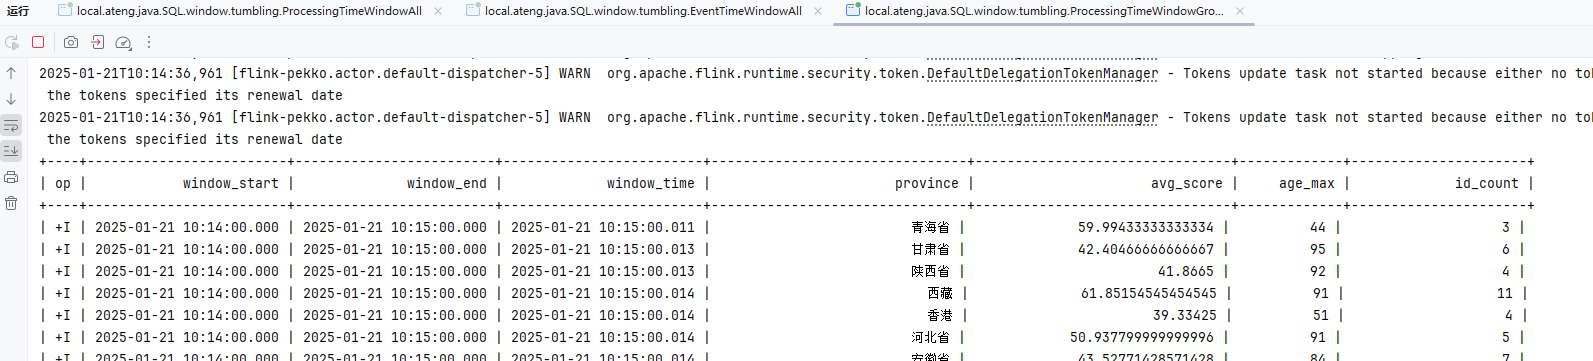 运行 local.ateng.java.SQL.window.tumbling.ProcessingTimeWindowAll local.ateng.java.SQL.window.tumbling.EventTimeWindowAll local.ateng.java.SQL.window.tumbling.ProcessingTimeWindowGro...
2025-01-21T10:14:36,961 [flink-pekko.actor.default-dispatcher-5] WARN  org.apache.flink.runtime.security.token.DefaultDelegationTokenManager - Tokens update task not started because either no tok
the tokens specified its renewal date
2025-01-21T10:14:36,961 [flink-pekko.actor.default-dispatcher-5] WARN  org.apache.flink.runtime.security.token.DefaultDelegationTokenManager - Tokens update task not started because either no tok
the tokens specified its renewal date
| op | window_start | window_end | window_time | province | avg_score | age_max | id_count |
| +I | 2025-01-21 10:14:00.000 | 2025-01-21 10:15:00.000 | 2025-01-21 10:15:00.011 | 青海省 | 59.99433333333334 | 44 | 3 |
| +I | 2025-01-21 10:14:00.000 | 2025-01-21 10:15:00.000 | 2025-01-21 10:15:00.013 | 甘肃省 | 42.40466666666667 | 95 | 6 |
| +I | 2025-01-21 10:14:00.000 | 2025-01-21 10:15:00.000 | 2025-01-21 10:15:00.013 | 陕西省 | 41.8665 | 92 | 4 |
| +I | 2025-01-21 10:14:00.000 | 2025-01-21 10:15:00.000 | 2025-01-21 10:15:00.014 | 西藏 | 61.85154545454545 | 91 | 11 |
| +I | 2025-01-21 10:14:00.000 | 2025-01-21 10:15:00.000 | 2025-01-21 10:15:00.014 | 香港 | 39.33425 | 51 | 4 |
| +I | 2025-01-21 10:14:00.000 | 2025-01-21 10:15:00.000 | 2025-01-21 10:15:00.014 | 河北省 | 50.937799999999996 | 91 | 5 |
| +I | 2025-01-21 10:14:00.000 | 2025-01-21 10:15:00.000 | 2025-01-21 10:15:00.014 | 安徽省 | 43.52771428571428 | 84 | 7 |